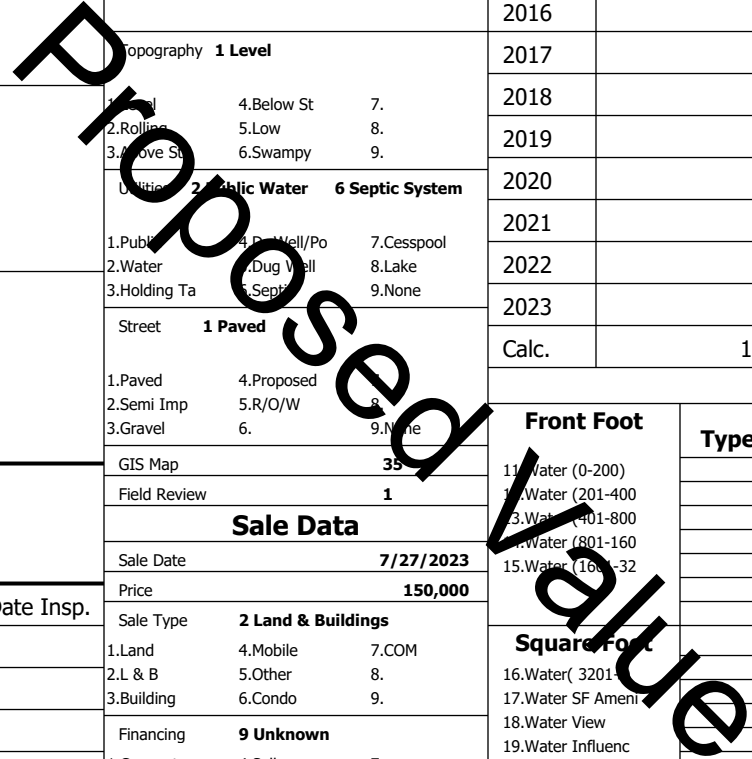 Topography 1 Level
4.Below St 7.
2.Rolling 5.Low 8.
3.Above St 6.Swampy 9.
Utilities 2 Public Water 6 Septic System
4.Dr Well/Po 7.Cesspool
2.Water 5.Dug Well 8.Lake
3.Holding Ta 6.Septic 9.None
Street 1 Paved
1.Paved 4.Proposed
2.Semi Imp 5.R/O/W 8.
3.Gravel 6. 9.None
GIS Map 35
Field Review 1
Sale Data
Sale Date 7/27/2023
Price 150,000
Sale Type 2 Land & Buildings
1.Land 4.Mobile 7.COM
2.L & B 5.Other 8.
3.Building 6.Condo 9.
Financing 9 Unknown
Date Insp.
2016
2017
2018
2019
2020
2021
2022
2023
Calc. 1
Front Foot
Type
11.Water (0-200)
12.Water (201-400
13.Water (401-800
14.Water (801-160
15.Water (1601-32
Square Foot
16.Water( 3201-
17.Water SF Ameni
18.Water View
19.Water Influenc
Proposed Value